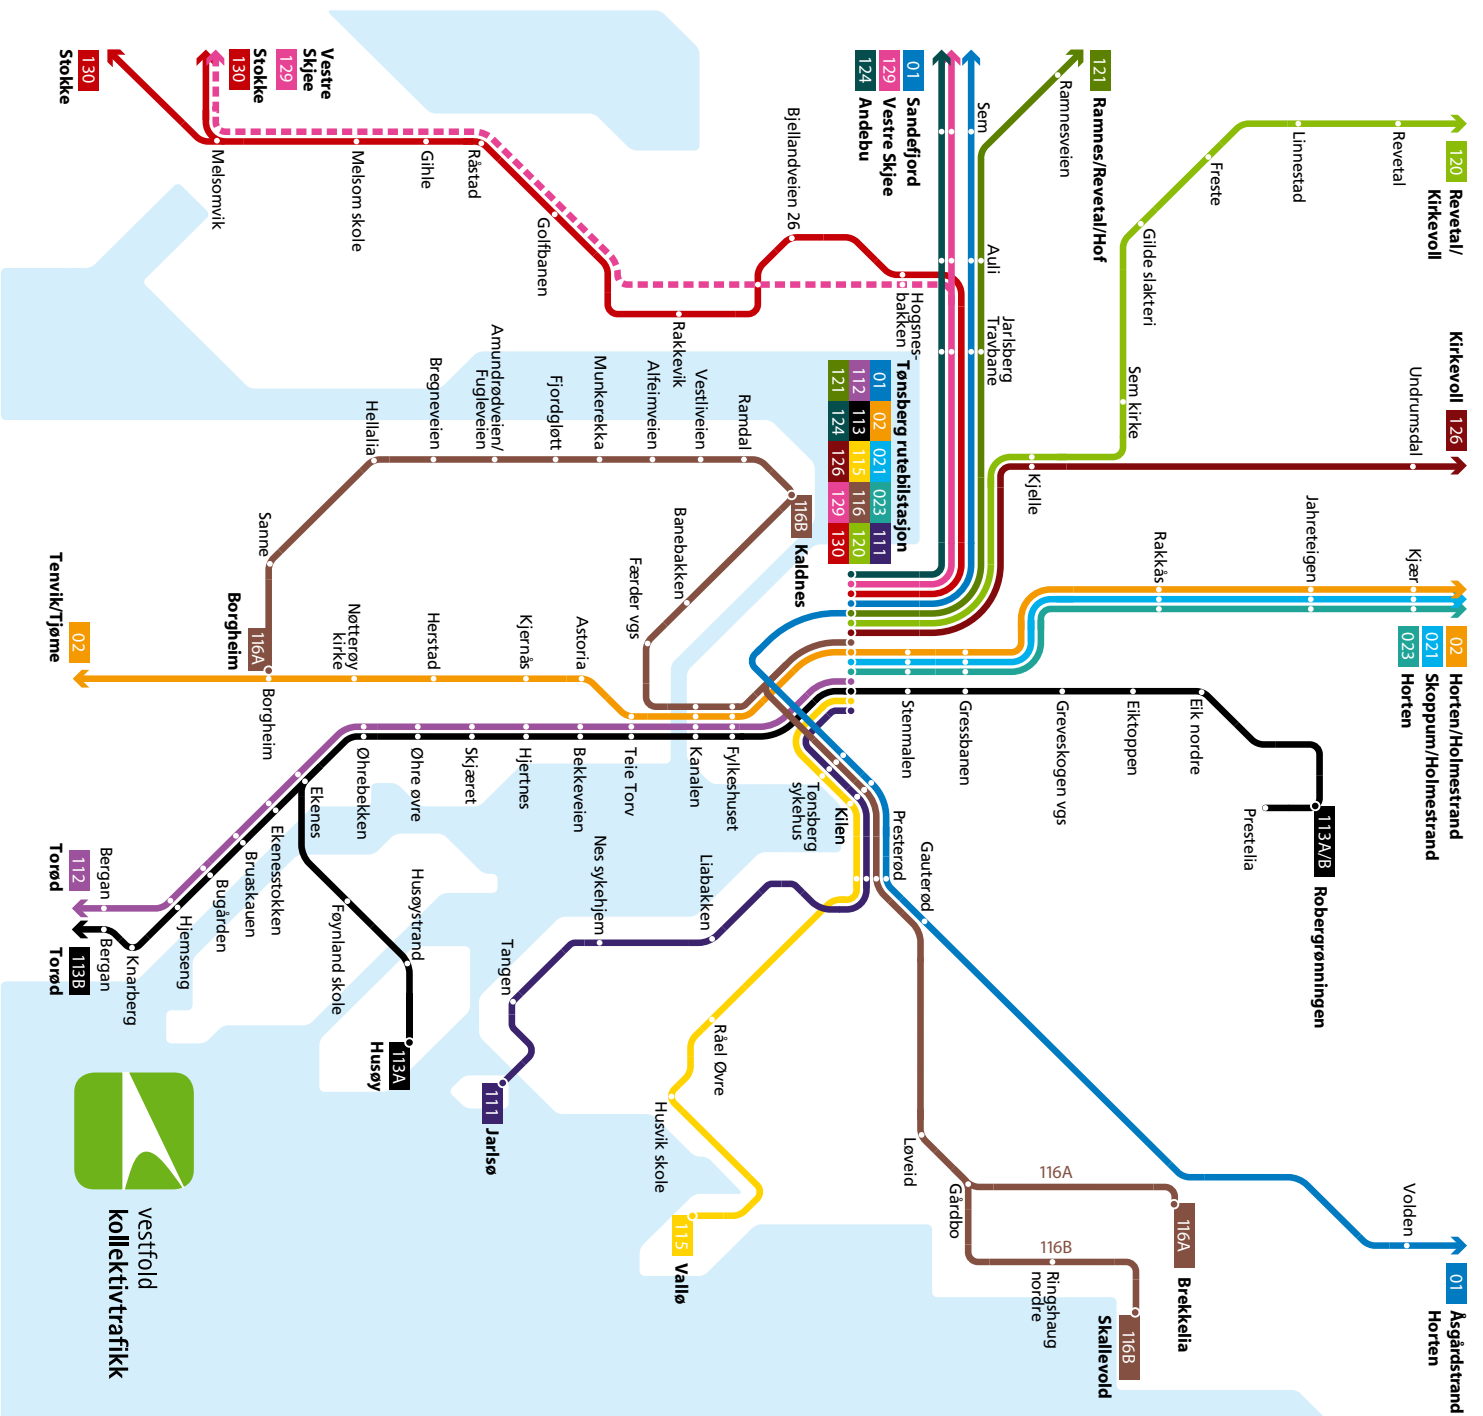 120
Revetal/
Kirkevoll
Revetal
Linnestad
Freste
Gilde slakteri
Sem kirke
Kirkevoll
126
Undrumsdal
Kjelle
121
Ramnes/Revetal/Hof
Ramnesveien
01
Sandefjord
129
Vestre Skjee
124
Andebu
Sem
Auli
Jarlsberg
Travbane
Hogsnes-
bakken
Bjellandveien 26
Rakkevik
Golfbanen
Råstad
Gihle
Melsom skole
Melsomvik
Vestre
Skjee
129
130
Stokke
130
Stokke
Tønsberg rutebilstasjon
01
02
021
023
111
112
113
115
116
120
121
124
126
129
130
02
Horten/Holmestrand
021
Skoppum/Holmestrand
023
Horten
Kjær
Jahreteigen
Rakkås
Gressbanen
Stenmalen
Robergrønningen
113A/B
Prestelia
Eik nordre
Eiktoppen
Greveskogen vgs
01
Åsgårdstrand
Horten
Volden
Gauterød
Presterød
Kilen
Tønsberg
sykehus
116A
116A
Brekkelia
116B
Ringshaug
nordre
116B
Skallevold
Gårdbo
Løveid
115
Vallø
Husvik skole
Råel Øvre
Liabakken
Nes sykehjem
Tangen
111
Jarlsø
116B
Kaldnes
Ramdal
Vestliveien
Alfeimveien
Munkerekka
Fjordgløtt
Amundrødveien/
Fugleveien
Bregneveien
Hellalia
Sanne
Borgheim
116A
Banebakken
Færder vgs
Fylkeshuset
Kanalen
Teie Torv
Astoria
Kjernås
Herstad
Nøtterøy
kirke
Borgheim
Tenvik/Tjøme
02
Bekkeveien
Hjertnes
Skjæret
Øhre øvre
Øhrebekken
Ekenes
Ekenesstokken
Bruaskauen
Bugården
Hjemseng
Knarberg
Bergan
Bergan
Torød
112
Torød
113B
Føynland skole
Husøystrand
113A
Husøy
vestfold
kollektivtrafikk